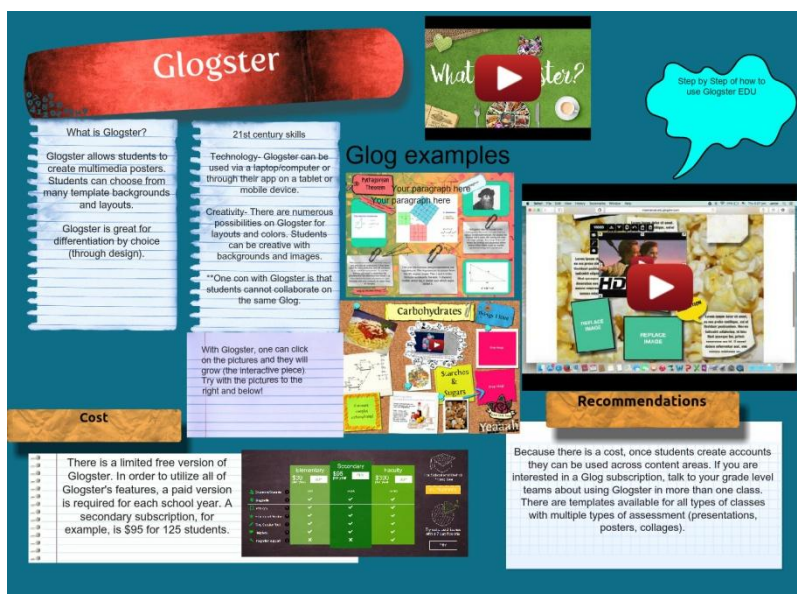 Glogster
What is Glogster?
Glogster allows students to
create multimedia posters.
Students can choose from
many template backgrounds
and layouts.
Glogster is great for
differentiation by choice
(through design).
21st century skills
Technology- Glogster can be
used via a laptop/computer or
through their app on a tablet or
mobile device.
Creativity- There are numerous
possibilities on Glogster for
layouts and colors. Students
can be creative with
backgrounds and images.
**One con with Glogster is that
students cannot collaborate on
the same Glog.
With Glogster, one can click
on the pictures and they will
grow (the interactive piece).
Try with the pictures to the
right and below!
What
ster?
Step by Step of how to
use Glogster EDU
Glog examples
Pythagorean
Theorem
Your paragraph here
Your paragraph here
Carbohydrates
Starches
&
Sugars
Yeaaah
HD
REPLACE
IMAGE
REPLACE
IMAGE
Cost
There is a limited free version of
Glogster. In order to utilize all of
Glogster's features, a paid version
is required for each school year. A
secondary subscription, for
example, is $95 for 125 students.
Elementary
Secondary
$95
Faculty
Recommendations
Because there is a cost, once students create accounts
they can be used across content areas. If you are
interested in a Glog subscription, talk to your grade level
teams about using Glogster in more than one class.
There are templates available for all types of classes
with multiple types of assessment (presentations,
posters, collages).